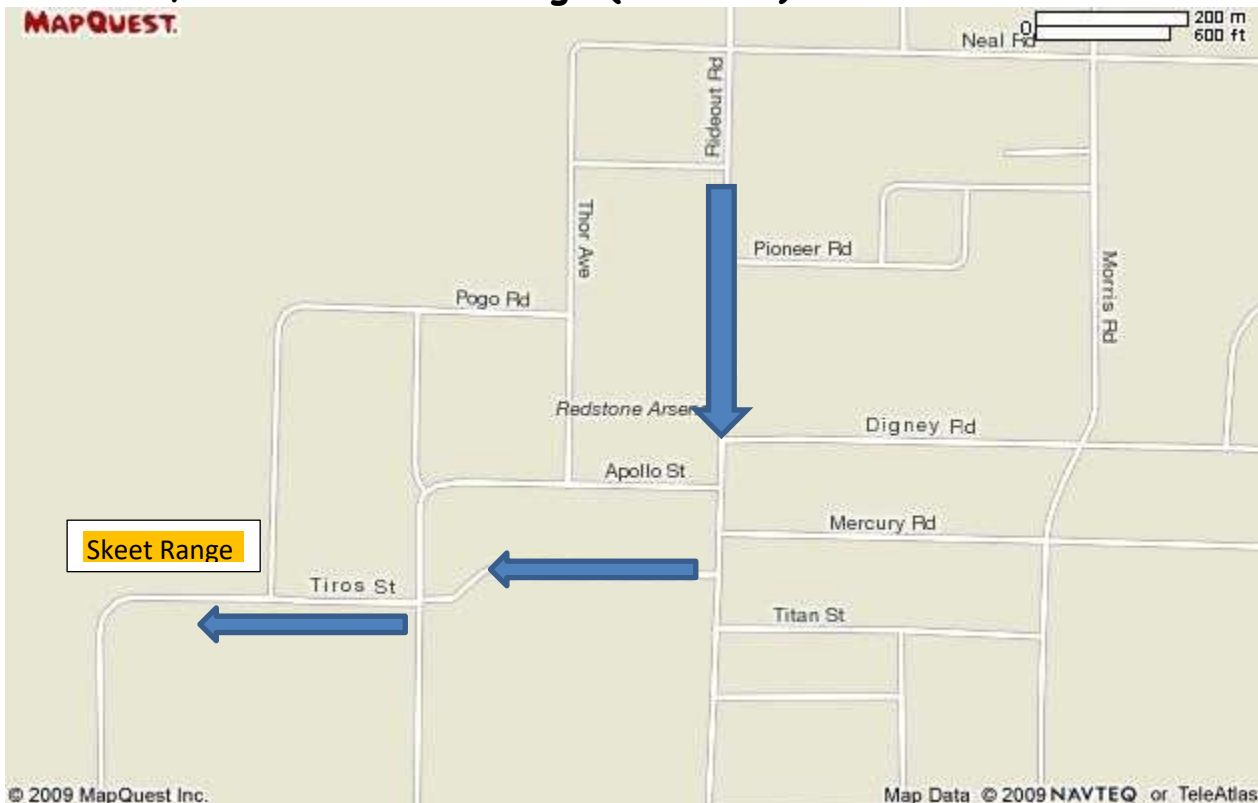 MAPQUEST.
0
200 m
600 ft
Neal Rd
Rideout Rd
Thor Ave
Pioneer Rd
Morris Rd
Pogo Rd
Redstone Arsen
Digney Rd
Apollo St
Mercury Rd
Skeet Range
Tiros St
Titan St
© 2009 MapQuest Inc.
Map Data © 2009 NAVTEQ or TeleAtlas